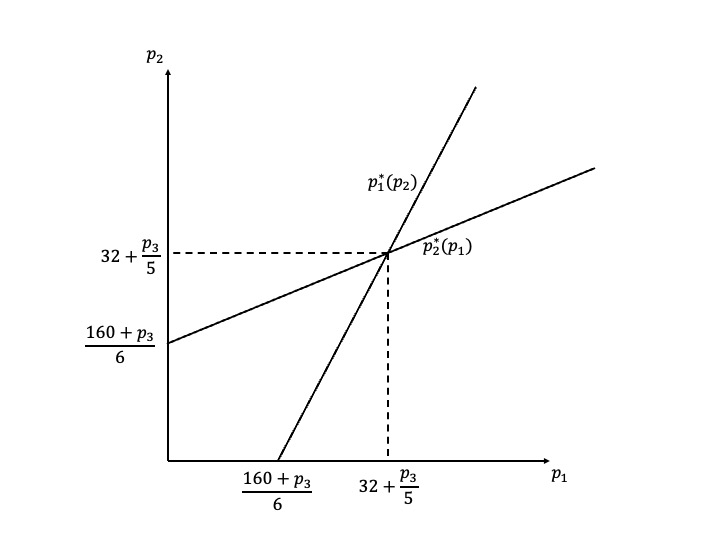 p₂
p₁*(p₂)
p₂*(p₁)
32 + p₃/5
(160 + p₃)/6
(160 + p₃)/6
32 + p₃/5
p₁